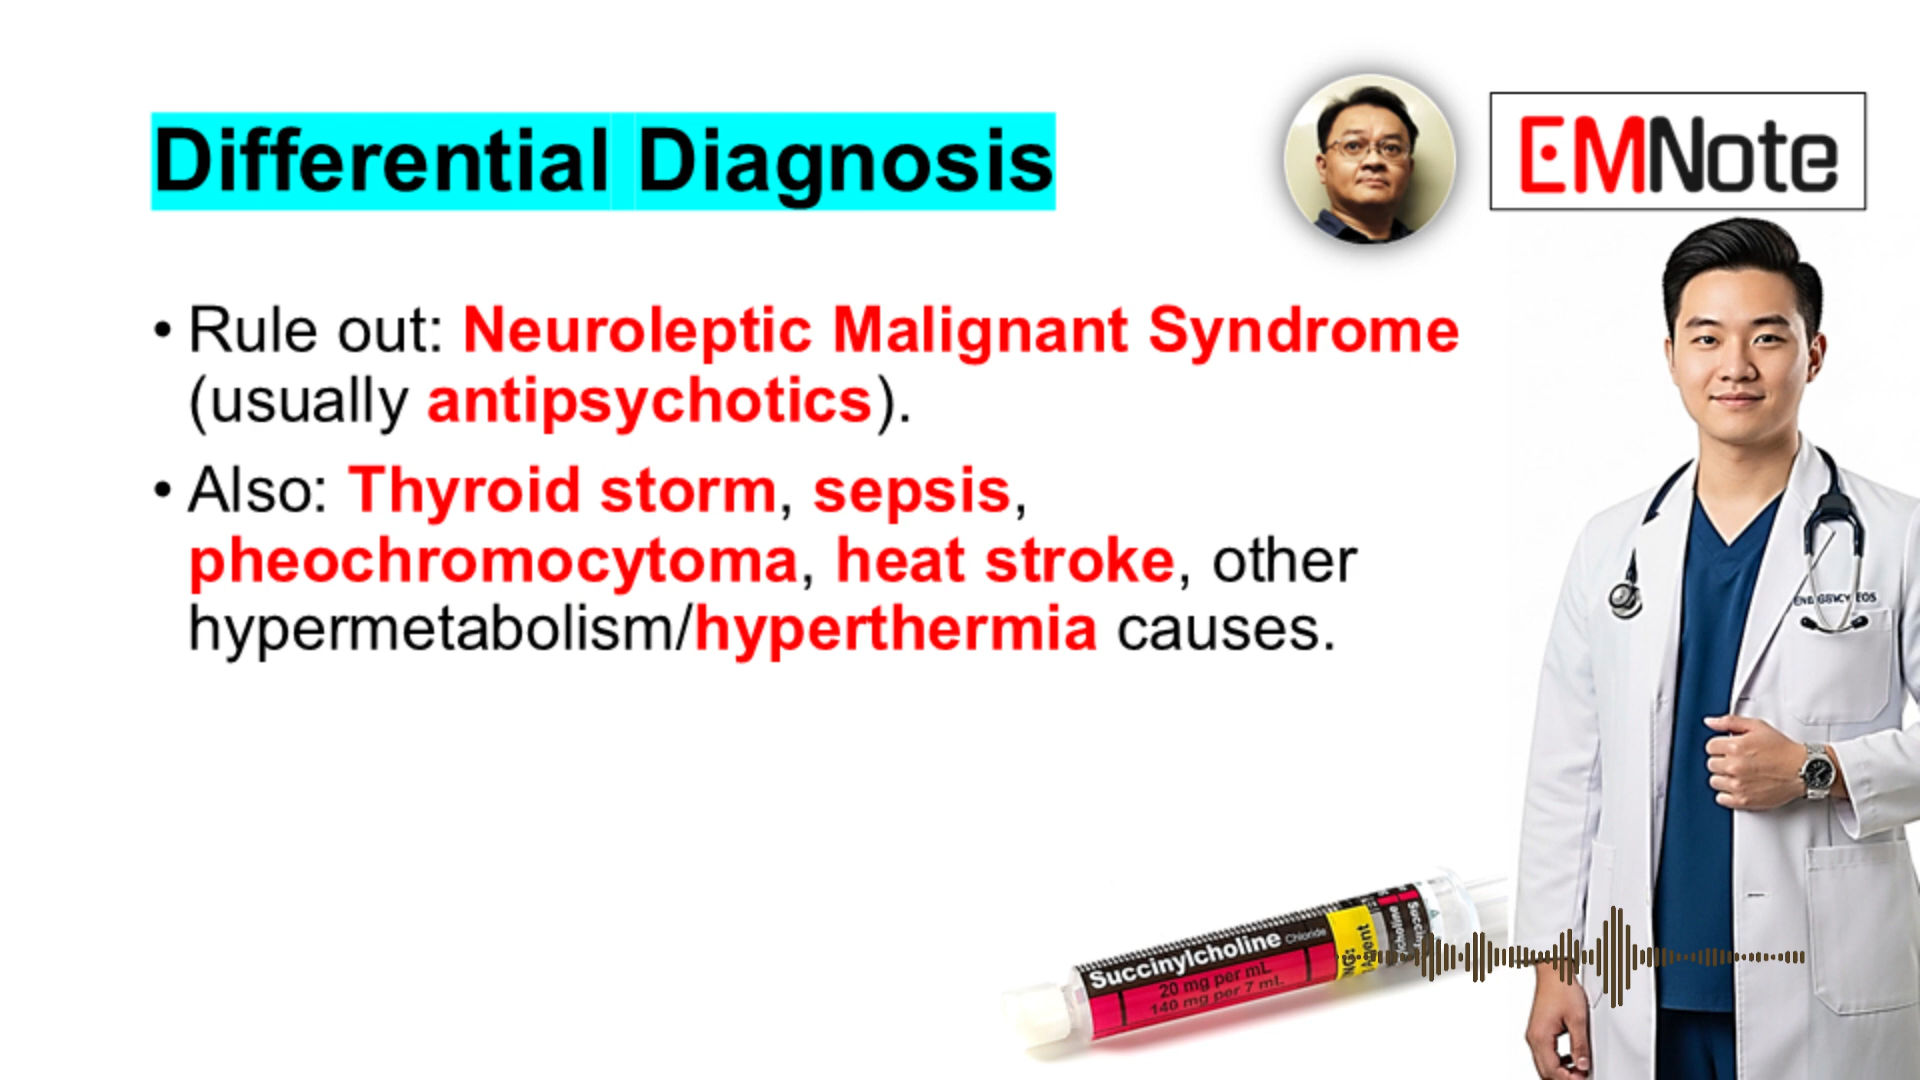 Differential Diagnosis
EMNote
• Rule out: Neuroleptic Malignant Syndrome
(usually antipsychotics).
• Also: Thyroid storm, sepsis,
pheochromocytoma, heat stroke, other
hypermetabolism/hyperthermia causes.
Succinylcholine Chloride
20 mg per mL
140 mg per 7 mL